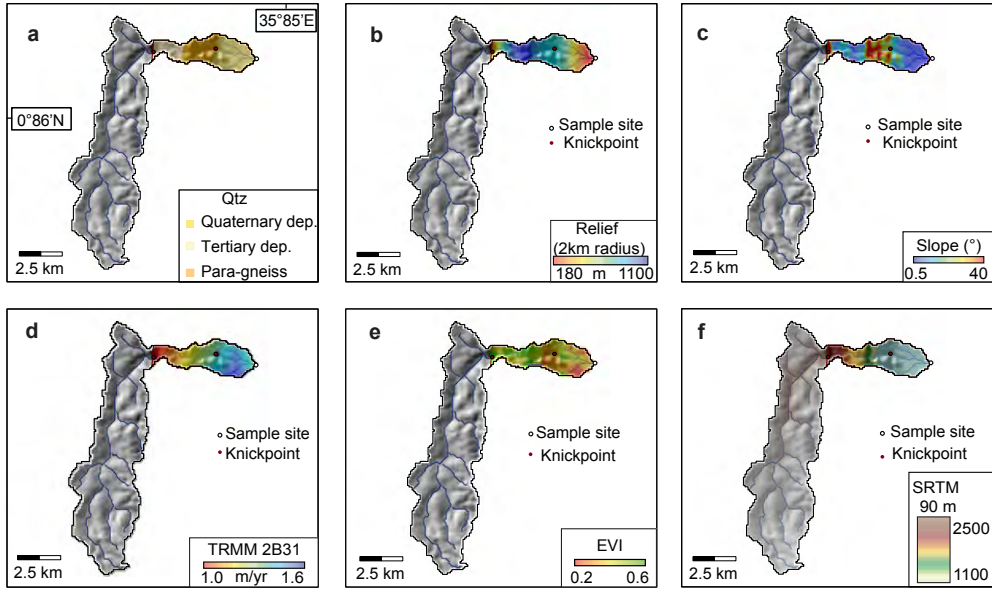 a
35°85'E
0°86'N
Qtz
Quaternary dep.
Tertiary dep.
Para-gneiss
2.5 km
b
Sample site
Knickpoint
Relief
(2km radius)
180 m 1100
2.5 km
c
Sample site
Knickpoint
Slope (°)
0.5 40
2.5 km
d
Sample site
Knickpoint
TRMM 2B31
1.0 m/yr 1.6
2.5 km
e
Sample site
Knickpoint
EVI
0.2 0.6
2.5 km
f
Sample site
Knickpoint
SRTM
90 m
2500
1100
2.5 km